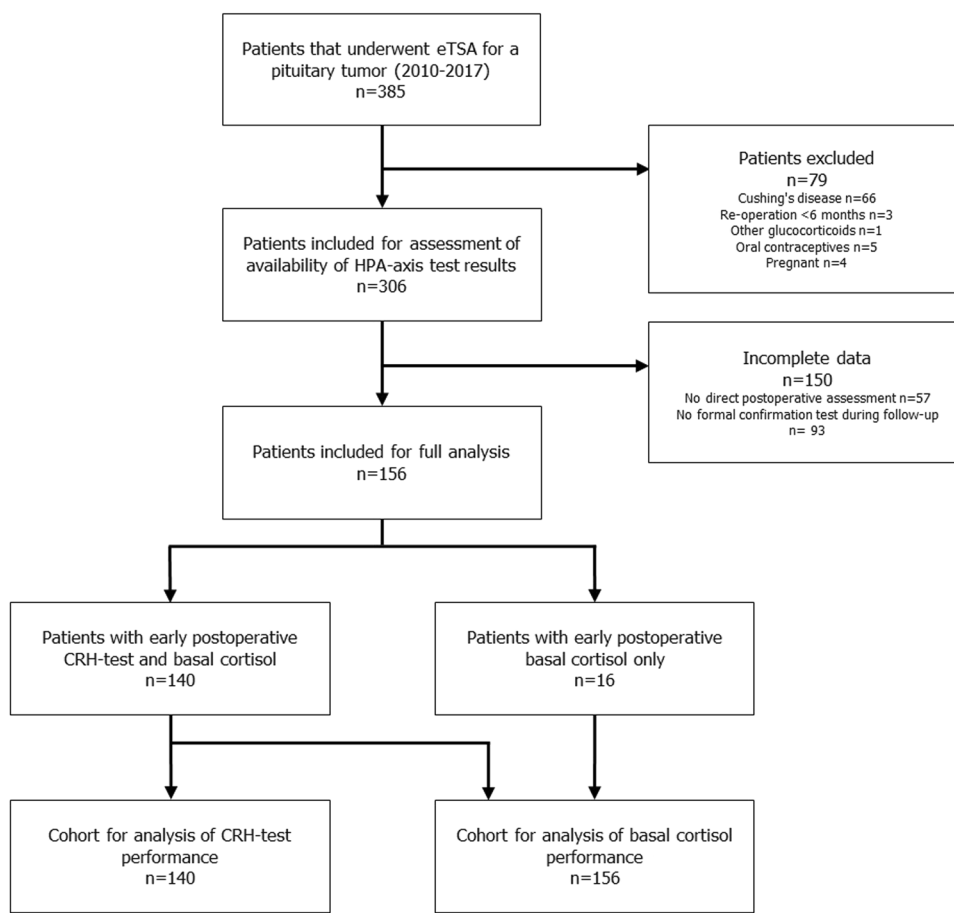 Patients that underwent eTSA for a
pituitary tumor (2010-2017)
n=385
Patients excluded
n=79
Cushing's disease n=66
Re-operation <6 months n=3
Other glucocorticoids n=1
Oral contraceptives n=5
Pregnant n=4
Patients included for assessment of
availability of HPA-axis test results
n=306
Incomplete data
n=150
No direct postoperative assessment n=57
No formal confirmation test during follow-up
n= 93
Patients included for full analysis
n=156
Patients with early postoperative
CRH-test and basal cortisol
n=140
Patients with early postoperative
basal cortisol only
n=16
Cohort for analysis of CRH-test
performance
n=140
Cohort for analysis of basal cortisol
performance
n=156